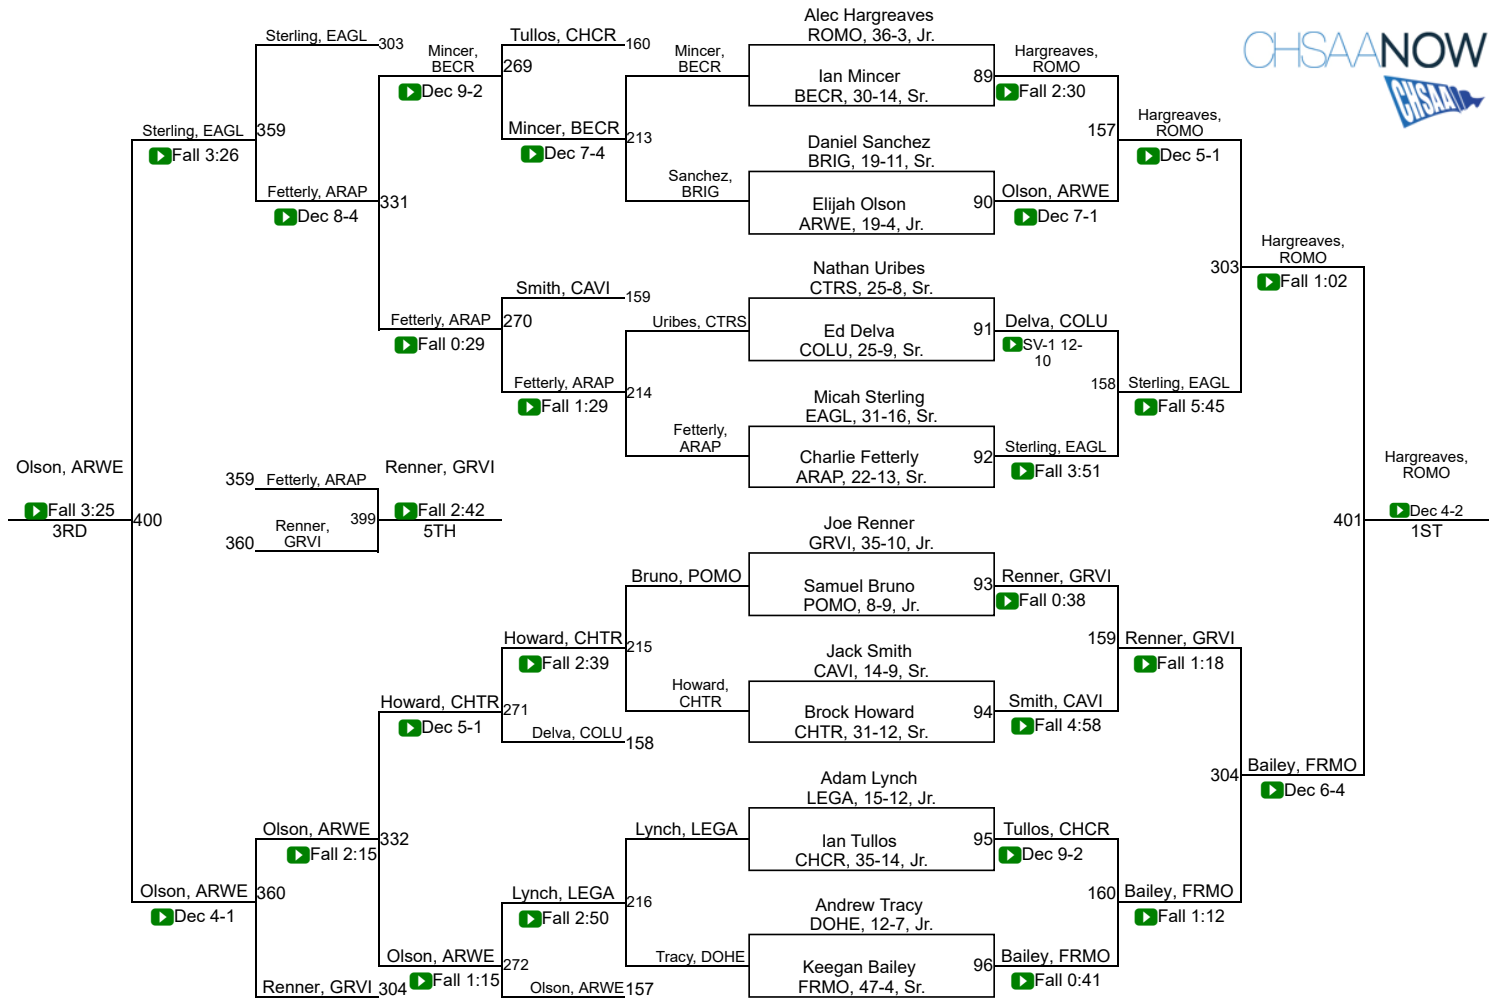 CHSAANOW
CHSAA
Alec Hargreaves
ROMO, 36-3, Jr.
Ian Mincer
BECR, 30-14, Sr.
89
Daniel Sanchez
BRIG, 19-11, Sr.
Elijah Olson
ARWE, 19-4, Jr.
90
Nathan Uribes
CTRS, 25-8, Sr.
Ed Delva
COLU, 25-9, Sr.
91
Micah Sterling
EAGL, 31-16, Sr.
Charlie Fetterly
ARAP, 22-13, Sr.
92
Joe Renner
GRVI, 35-10, Jr.
Samuel Bruno
POMO, 8-9, Jr.
93
Jack Smith
CAVI, 14-9, Sr.
Brock Howard
CHTR, 31-12, Sr.
94
Adam Lynch
LEGA, 15-12, Jr.
Ian Tullos
CHCR, 35-14, Jr.
95
Andrew Tracy
DOHE, 12-7, Jr.
Keegan Bailey
FRMO, 47-4, Sr.
96
Hargreaves,
ROMO
Fall 2:30
157
Olson, ARWE
Dec 7-1
Delva, COLU
SV-1 12-
10
158
Sterling, EAGL
Fall 3:51
Renner, GRVI
Fall 0:38
159
Smith, CAVI
Fall 4:58
Tullos, CHCR
Dec 9-2
160
Bailey, FRMO
Fall 0:41
Hargreaves,
ROMO
Dec 5-1
303
Sterling, EAGL
Fall 5:45
Renner, GRVI
Fall 1:18
304
Bailey, FRMO
Fall 1:12
Hargreaves,
ROMO
Fall 1:02
401
Bailey, FRMO
Dec 6-4
Hargreaves,
ROMO
Dec 4-2
1ST
Mincer,
BECR
213
Sanchez,
BRIG
Uribes, CTRS
214
Fetterly,
ARAP
Bruno, POMO
215
Howard,
CHTR
Lynch, LEGA
216
Tracy, DOHE
Tullos, CHCR
160
269
Mincer, BECR
Dec 7-4
Smith, CAVI
159
270
Fetterly, ARAP
Fall 1:29
Howard, CHTR
Fall 2:39
271
Delva, COLU
158
Lynch, LEGA
Fall 2:50
272
Olson, ARWE
157
Mincer,
BECR
Dec 9-2
331
Fetterly, ARAP
Fall 0:29
Howard, CHTR
Dec 5-1
332
Olson, ARWE
Fall 1:15
Sterling, EAGL
303
359
Fetterly, ARAP
Dec 8-4
Olson, ARWE
Fall 2:15
360
Renner, GRVI
304
Sterling, EAGL
Fall 3:26
400
Olson, ARWE
Dec 4-1
Olson, ARWE
Fall 3:25
3RD
359
Fetterly, ARAP
399
360
Renner,
GRVI
Renner, GRVI
Fall 2:42
5TH